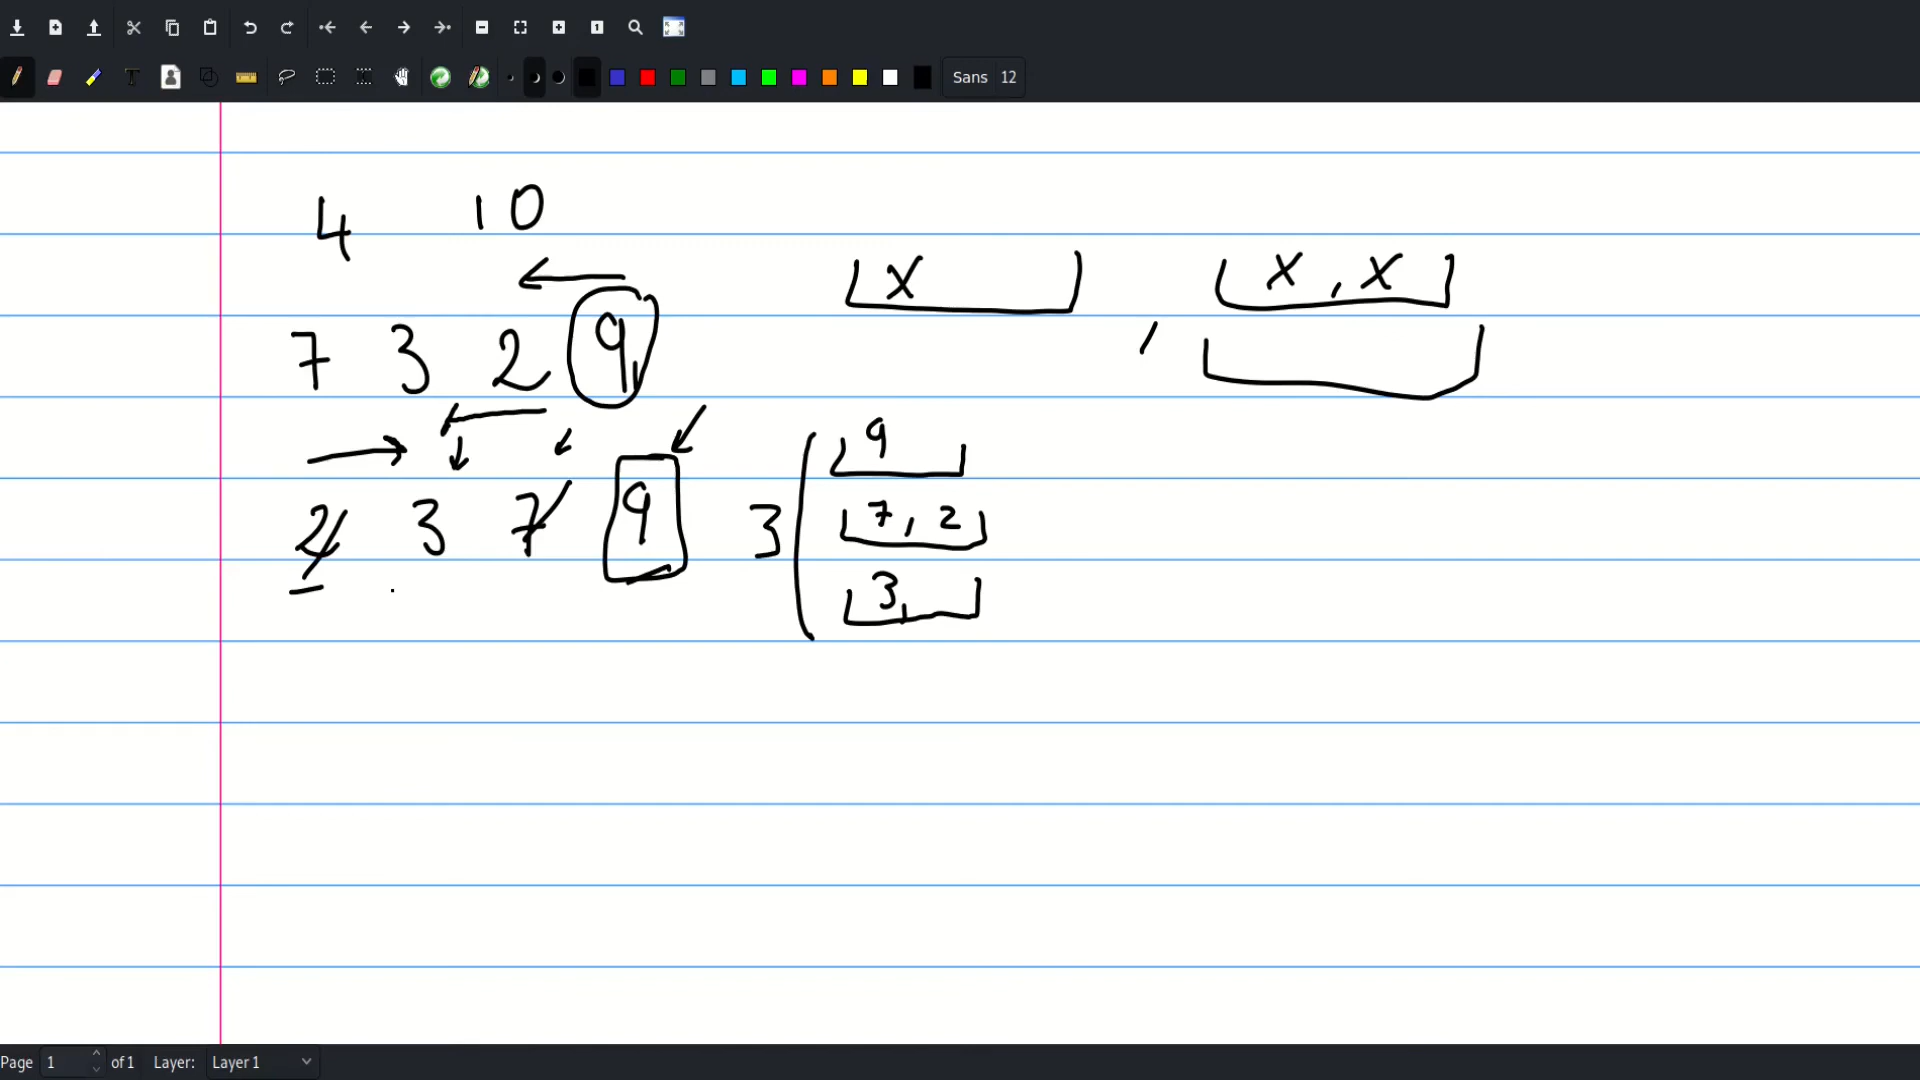 Sans 12
4 10
x x , x
7 3 2 9 ,
9
2 3 7 9 3 7, 2
3,
Page 1 of 1 Layer: Layer 1